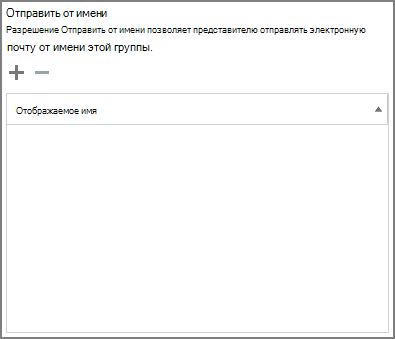 Отправить от имени
Разрешение Отправить от имени позволяет представителю отправлять электронную
почту от имени этой группы.
Отображаемое имя